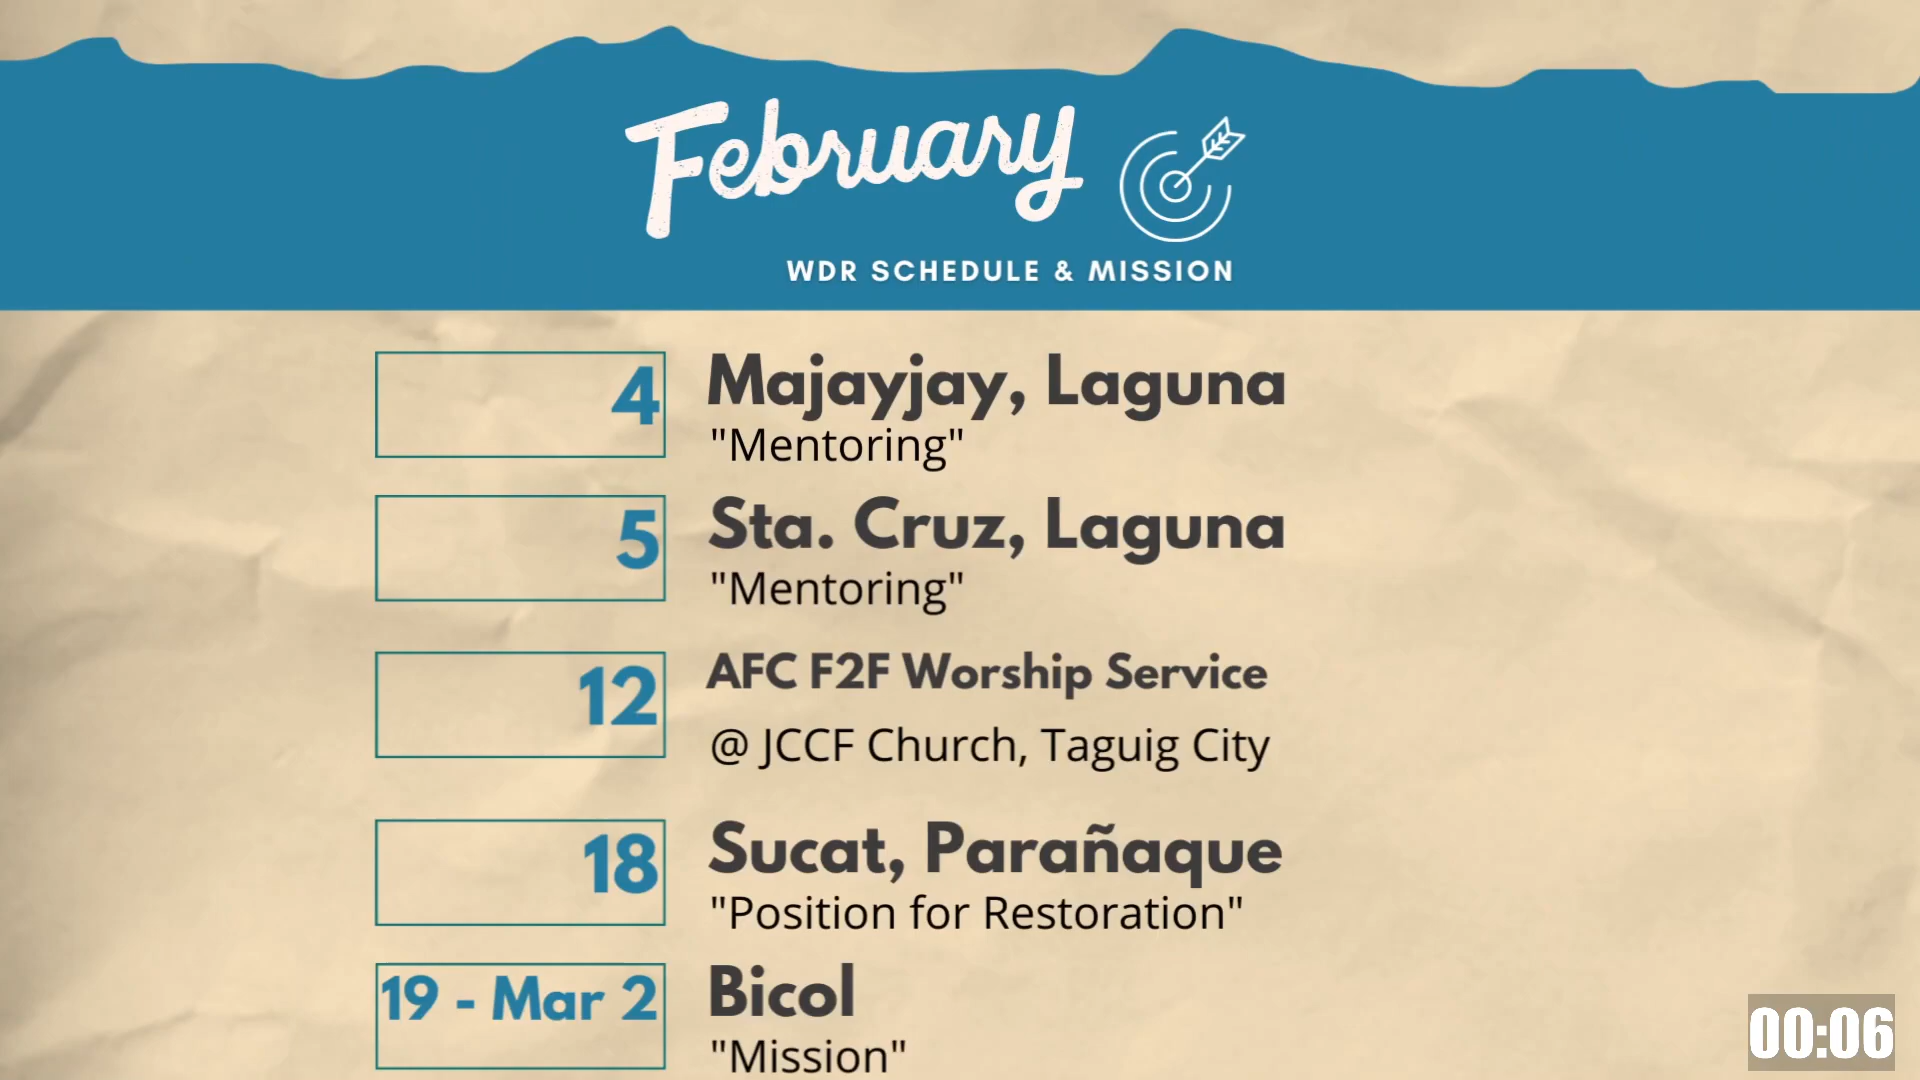 February
WDR SCHEDULE & MISSION
4
Majayjay, Laguna
"Mentoring"
5
Sta. Cruz, Laguna
"Mentoring"
12
AFC F2F Worship Service
@ JCCF Church, Taguig City
18
Sucat, Parañaque
"Position for Restoration"
19 - Mar 2
Bicol
"Mission"
00:06